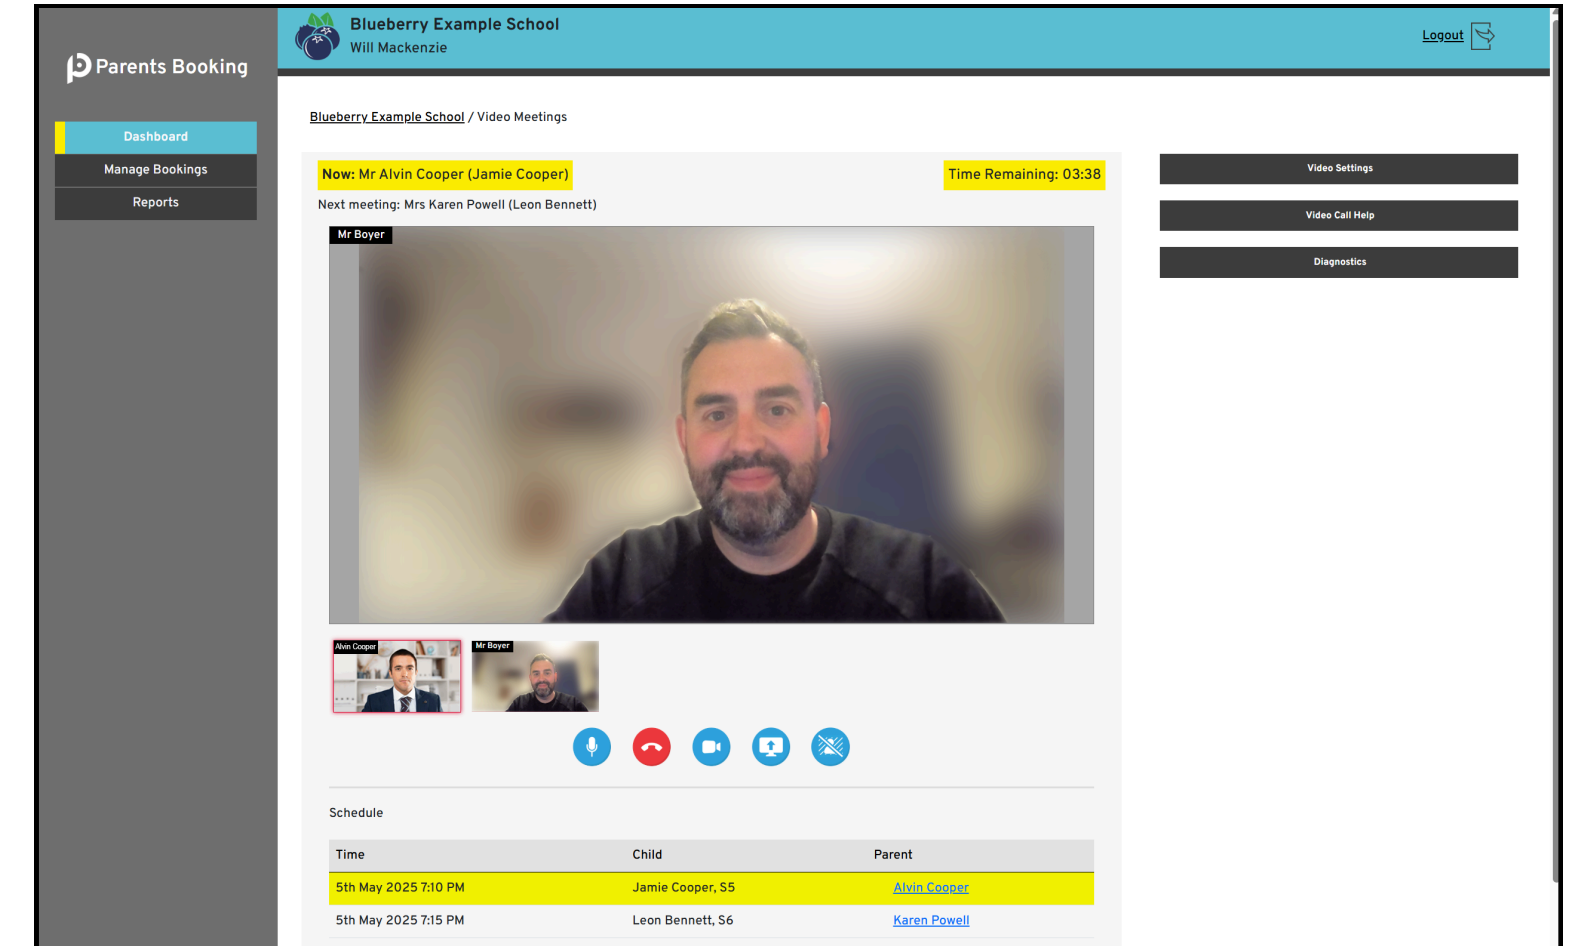 Parents Booking
Blueberry Example School
Will Mackenzie
Logout
Dashboard
Manage Bookings
Reports
Blueberry Example School / Video Meetings
Now: Mr Alvin Cooper (Jamie Cooper)
Time Remaining: 03:38
Next meeting: Mrs Karen Powell (Leon Bennett)
Mr Boyer
Alvin Cooper
Mr Boyer
Schedule
Time Child Parent
5th May 2025 7:10 PM Jamie Cooper, S5 Alvin Cooper
5th May 2025 7:15 PM Leon Bennett, S6 Karen Powell
Video Settings
Video Call Help
Diagnostics